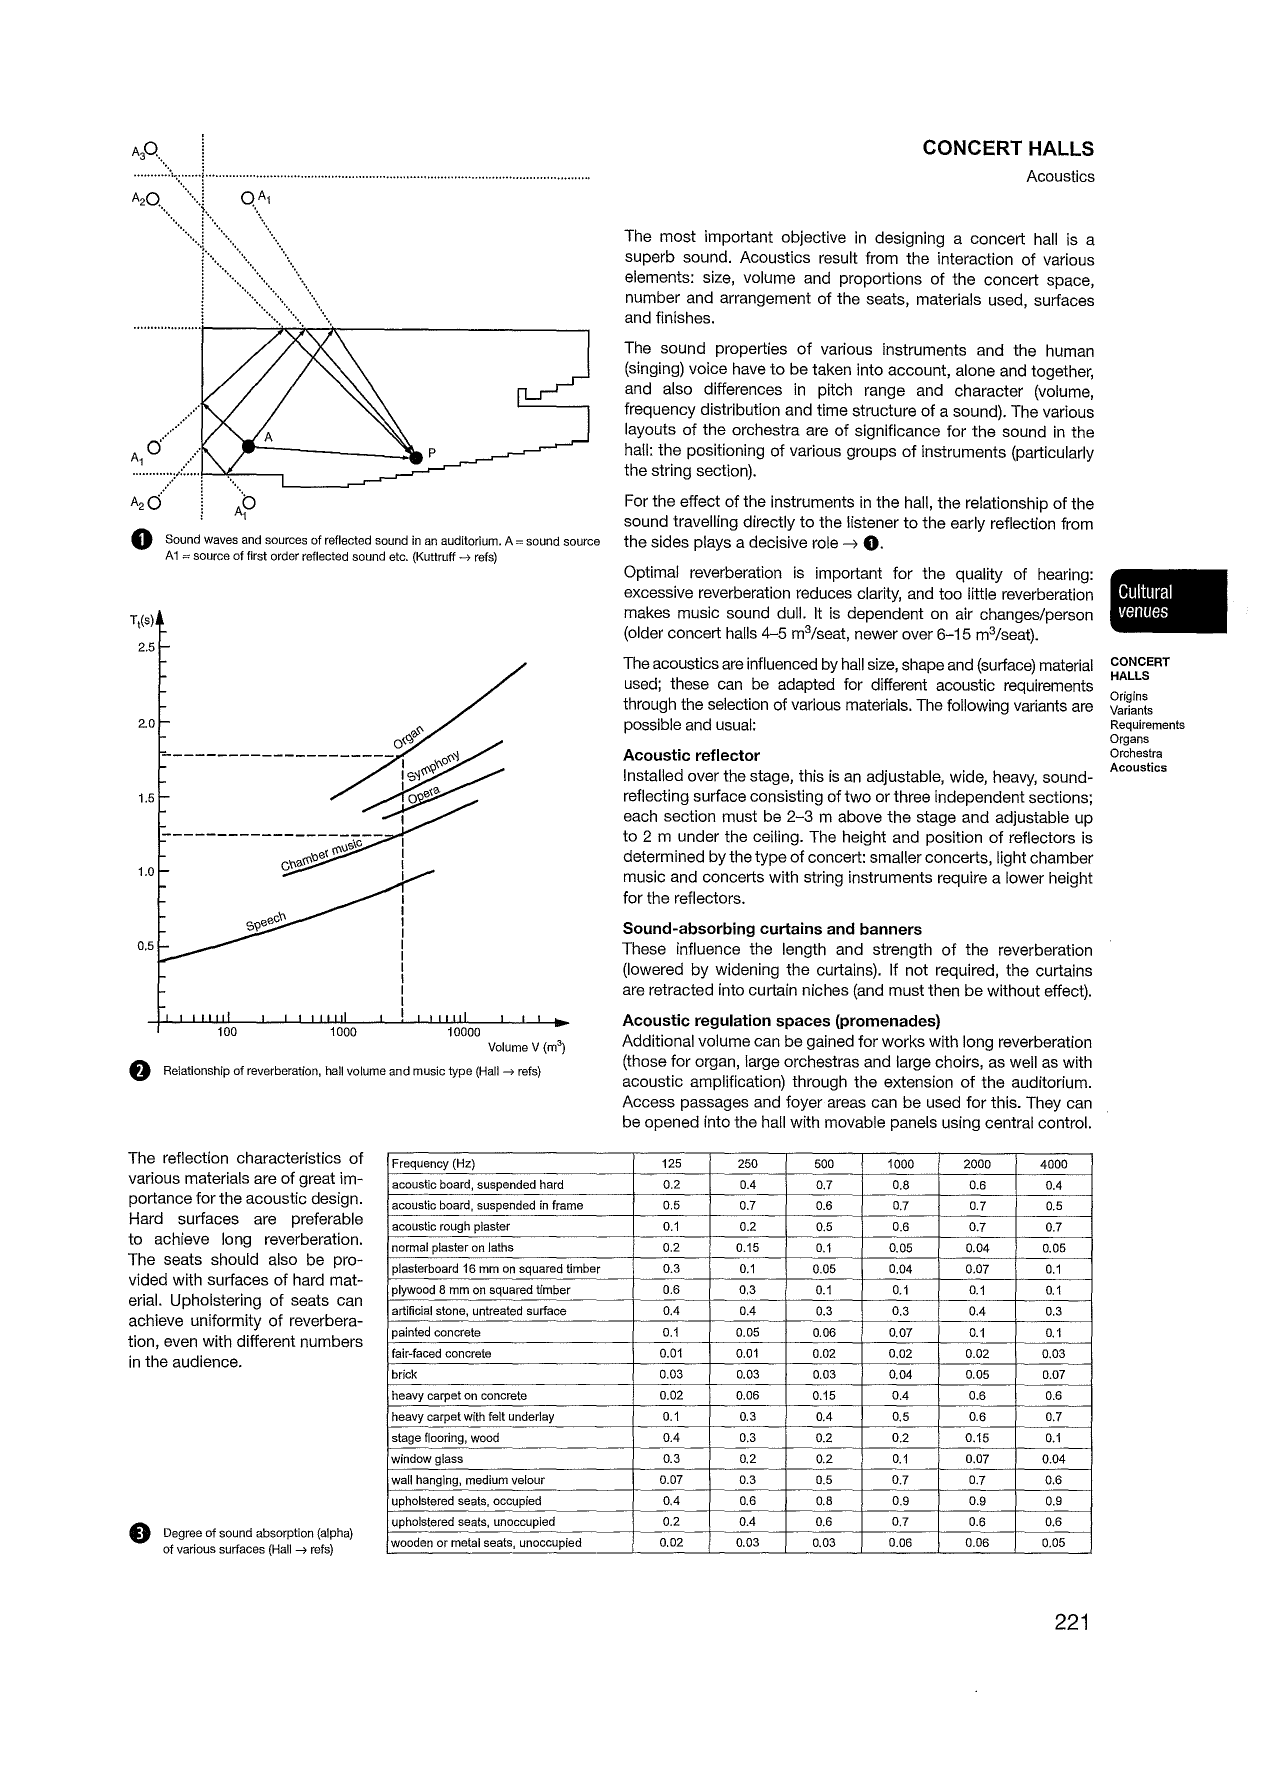 CONCERT HALLS
Acoustics
A3
A2
A1
A1
A
P
A2
A1
1 Sound waves and sources of reflected sound in an auditorium. A = sound source
A1 = source of first order reflected sound etc. (Kuttruff → refs)
Tt(s)
2.5
2.0
1.5
1.0
0.5
Organ
Symphony
Opera
Chamber music
Speech
100 1000 10000
Volume V (m³)
2 Relationship of reverberation, hall volume and music type (Hall → refs)
The most important objective in designing a concert hall is a
superb sound. Acoustics result from the interaction of various
elements: size, volume and proportions of the concert space,
number and arrangement of the seats, materials used, surfaces
and finishes.
The sound properties of various instruments and the human
(singing) voice have to be taken into account, alone and together,
and also differences in pitch range and character (volume,
frequency distribution and time structure of a sound). The various
layouts of the orchestra are of significance for the sound in the
hall: the positioning of various groups of instruments (particularly
the string section).
For the effect of the instruments in the hall, the relationship of the
sound travelling directly to the listener to the early reflection from
the sides plays a decisive role → 1.
Optimal reverberation is important for the quality of hearing:
excessive reverberation reduces clarity, and too little reverberation
makes music sound dull. It is dependent on air changes/person
(older concert halls 4–5 m³/seat, newer over 6–15 m³/seat).
The acoustics are influenced by hall size, shape and (surface) material
used; these can be adapted for different acoustic requirements
through the selection of various materials. The following variants are
possible and usual:
Acoustic reflector
Installed over the stage, this is an adjustable, wide, heavy, sound-
reflecting surface consisting of two or three independent sections;
each section must be 2–3 m above the stage and adjustable up
to 2 m under the ceiling. The height and position of reflectors is
determined by the type of concert: smaller concerts, light chamber
music and concerts with string instruments require a lower height
for the reflectors.
Sound-absorbing curtains and banners
These influence the length and strength of the reverberation
(lowered by widening the curtains). If not required, the curtains
are retracted into curtain niches (and must then be without effect).
Acoustic regulation spaces (promenades)
Additional volume can be gained for works with long reverberation
(those for organ, large orchestras and large choirs, as well as with
acoustic amplification) through the extension of the auditorium.
Access passages and foyer areas can be used for this. They can
be opened into the hall with movable panels using central control.
Cultural
venues
CONCERT
HALLS
Origins
Variants
Requirements
Organs
Orchestra
Acoustics
The reflection characteristics of
various materials are of great im-
portance for the acoustic design.
Hard surfaces are preferable
to achieve long reverberation.
The seats should also be pro-
vided with surfaces of hard mat-
erial. Upholstering of seats can
achieve uniformity of reverbera-
tion, even with different numbers
in the audience.
3 Degree of sound absorption (alpha)
of various surfaces (Hall → refs)
Frequency (Hz) 125 250 500 1000 2000 4000
acoustic board, suspended hard 0.2 0.4 0.7 0.8 0.6 0.4
acoustic board, suspended in frame 0.5 0.7 0.6 0.7 0.7 0.5
acoustic rough plaster 0.1 0.2 0.5 0.6 0.7 0.7
normal plaster on laths 0.2 0.15 0.1 0.05 0.04 0.05
plasterboard 16 mm on squared timber 0.3 0.1 0.05 0.04 0.07 0.1
plywood 8 mm on squared timber 0.6 0.3 0.1 0.1 0.1 0.1
artificial stone, untreated surface 0.4 0.4 0.3 0.3 0.4 0.3
painted concrete 0.1 0.05 0.06 0.07 0.1 0.1
fair-faced concrete 0.01 0.01 0.02 0.02 0.02 0.03
brick 0.03 0.03 0.03 0.04 0.05 0.07
heavy carpet on concrete 0.02 0.06 0.15 0.4 0.6 0.6
heavy carpet with felt underlay 0.1 0.3 0.4 0.5 0.6 0.7
stage flooring, wood 0.4 0.3 0.2 0.2 0.15 0.1
window glass 0.3 0.2 0.2 0.1 0.07 0.04
wall hanging, medium velour 0.07 0.3 0.5 0.7 0.7 0.6
upholstered seats, occupied 0.4 0.6 0.8 0.9 0.9 0.9
upholstered seats, unoccupied 0.2 0.4 0.6 0.7 0.6 0.6
wooden or metal seats, unoccupied 0.02 0.03 0.03 0.06 0.06 0.05
221